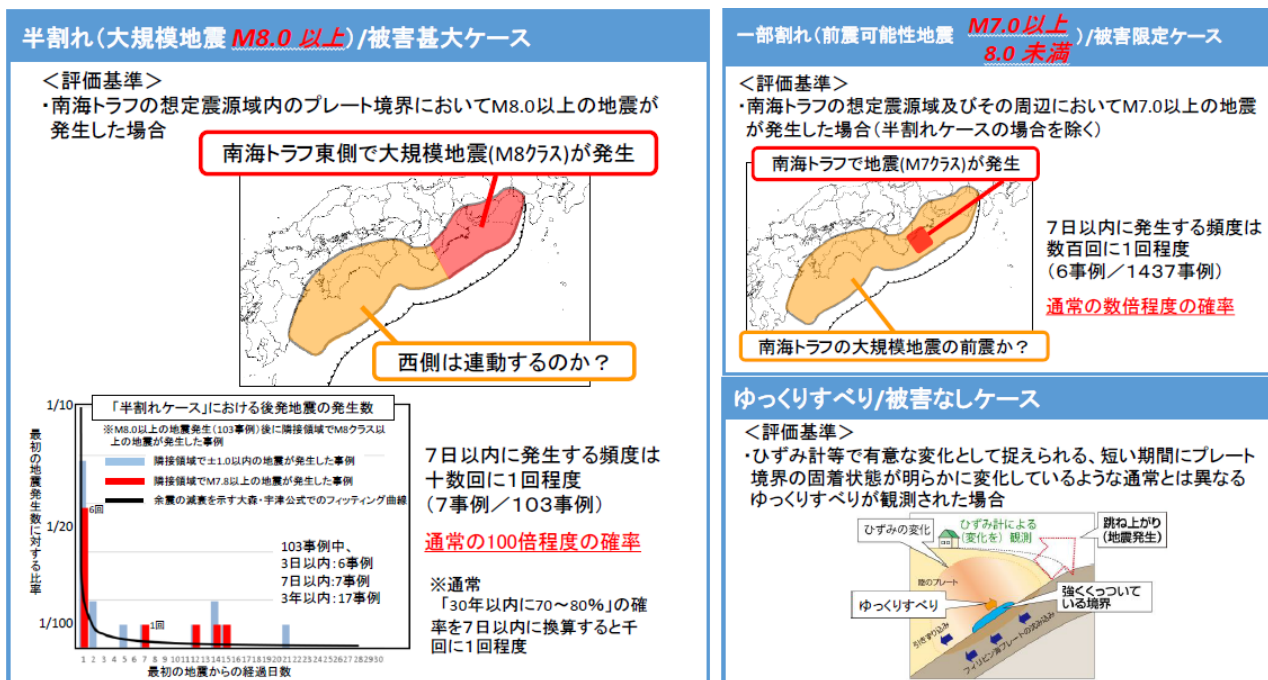 半割れ(大規模地震 M8.0 以上)/被害甚大ケース
<評価基準>
・南海トラフの想定震源域内のプレート境界においてM8.0以上の地震が
発生した場合
南海トラフ東側で大規模地震(M8クラス)が発生
西側は連動するのか？
1/10
1/20
1/100
最初の地震発生数に対する比率
「半割れケース」における後発地震の発生数
※M8.0以上の地震発生(103事例)後に隣接領域でM8クラス以
上の地震が発生した事例
隣接領域で±1.0以内の地震が発生した事例
隣接領域でM7.8以上の地震が発生した事例
余震の減衰を示す大森・宇津公式でのフィッティング曲線
6回
1回
103事例中、
3日以内：6事例
7日以内：7事例
3年以内：17事例
1 2 3 4 5 6 7 8 9 10 11 12 13 14 15 16 17 18 19 20 21 22 23 24 25 26 27 28 29 30
最初の地震からの経過日数
7日以内に発生する頻度は
十数回に1回程度
(7事例／103事例)
通常の100倍程度の確率
※通常
「30年以内に70～80%」の確
率を7日以内に換算すると千
回に1回程度
一部割れ(前震可能性地震 M7.0以上
8.0 未満 )/被害限定ケース
<評価基準>
・南海トラフの想定震源域及びその周辺においてM7.0以上の地震
が発生した場合(半割れケースの場合を除く)
南海トラフで地震(M7クラス)が発生
南海トラフの大規模地震の前震か？
7日以内に発生する頻度は
数百回に1回程度
(6事例／1437事例)
通常の数倍程度の確率
ゆっくりすべり/被害なしケース
<評価基準>
・ひずみ計等で有意な変化として捉えられる、短い期間にプレート
境界の固着状態が明らかに変化しているような通常とは異なる
ゆっくりすべりが観測された場合
ひずみの変化
ひずみ計による
(変化を) 観測
跳ね上がり
(地震発生)
陸のプレート
ゆっくりすべり
強くくっついて
いる境界
引きずり込み
フィリピン海プレートの沈み込み